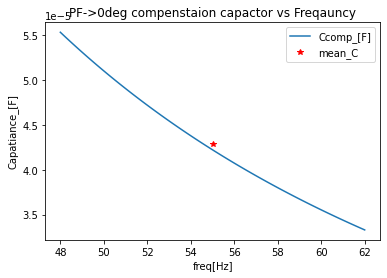 PF->0deg compenstaion capactor vs Freqauncy
1e-5
5.5
5.0
4.5
4.0
3.5
Capatiance_[F]
Ccomp_[F]
mean_C
48
50
52
54
56
58
60
62
freq[Hz]